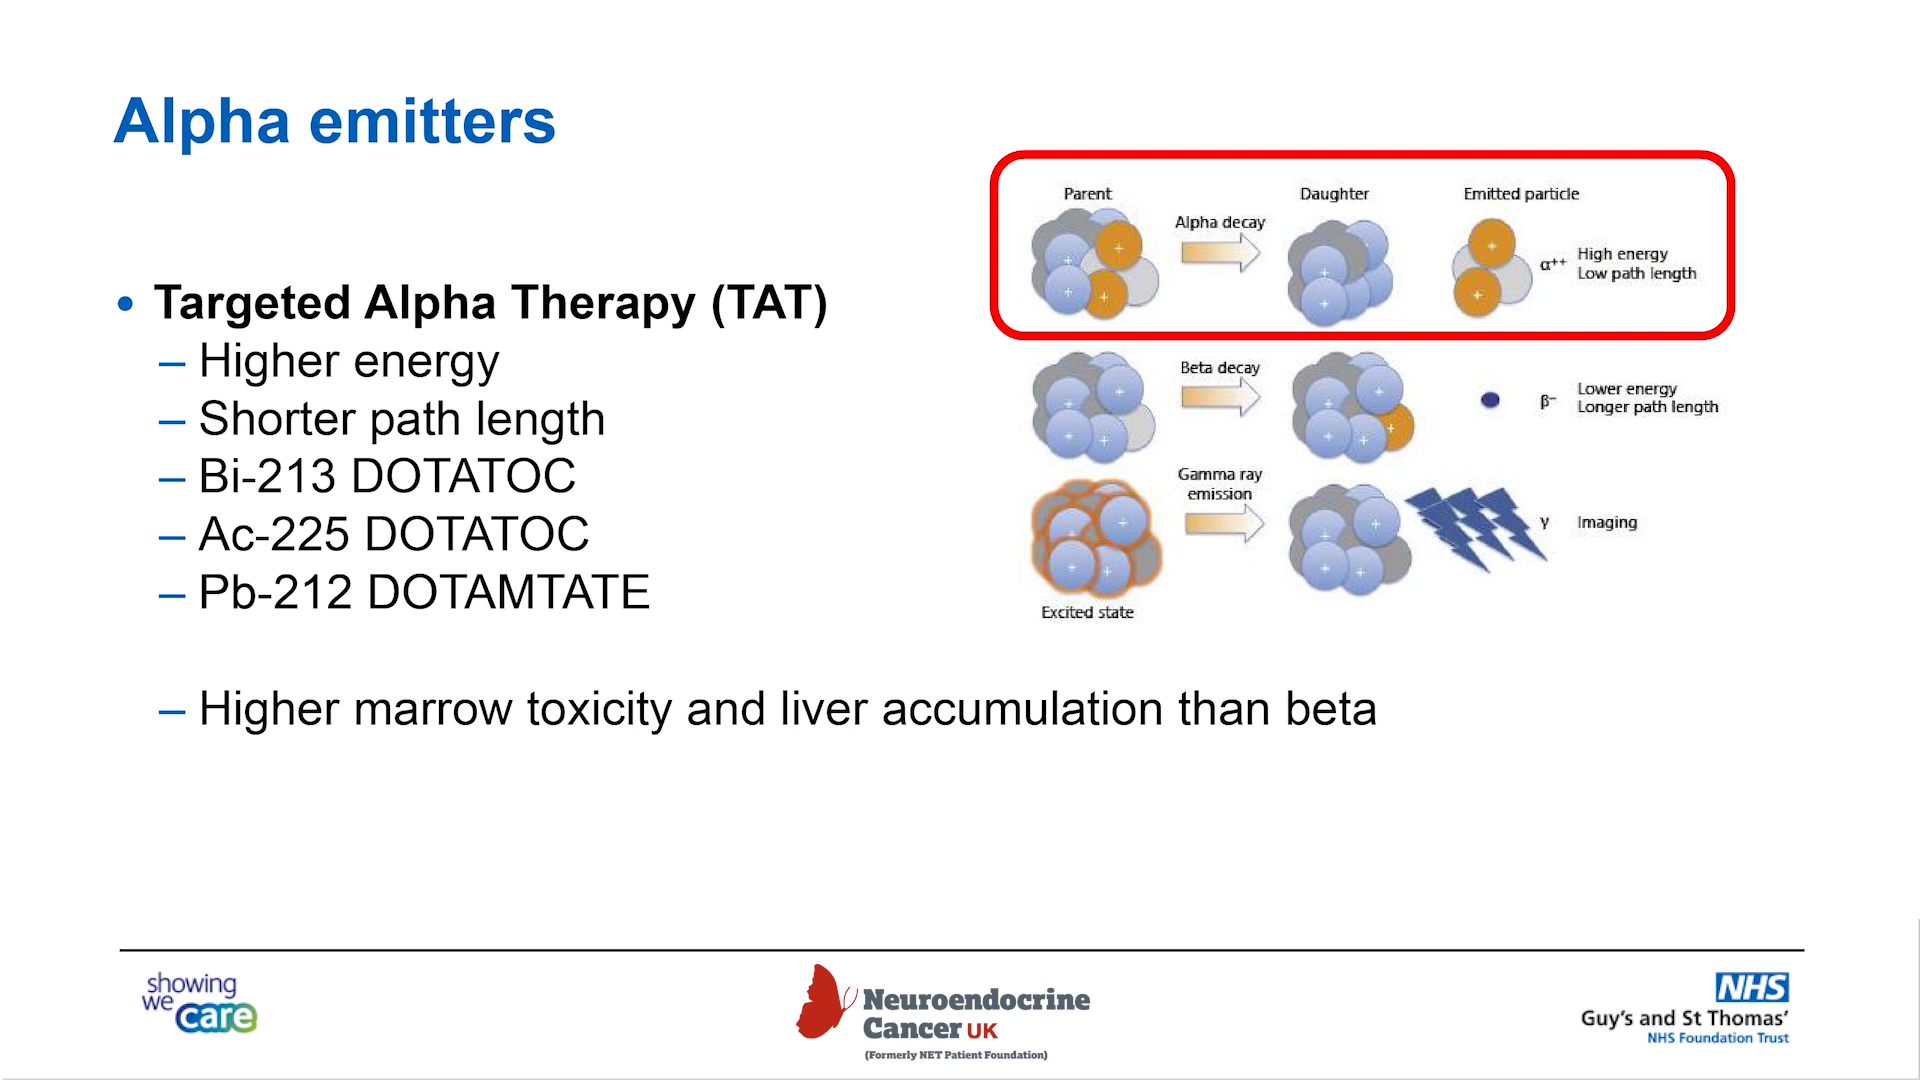 Alpha emitters
• Targeted Alpha Therapy (TAT)
– Higher energy
– Shorter path length
– Bi-213 DOTATOC
– Ac-225 DOTATOC
– Pb-212 DOTAMTATE
– Higher marrow toxicity and liver accumulation than beta
Parent
Daughter
Emitted particle
Alpha decay
α++
High energy
Low path length
Beta decay
β–
Lower energy
Longer path length
Gamma ray
emission
γ
Imaging
Excited state
showing
we care
Neuroendocrine
Cancer UK
(Formerly NET Patient Foundation)
NHS
Guy's and St Thomas'
NHS Foundation Trust